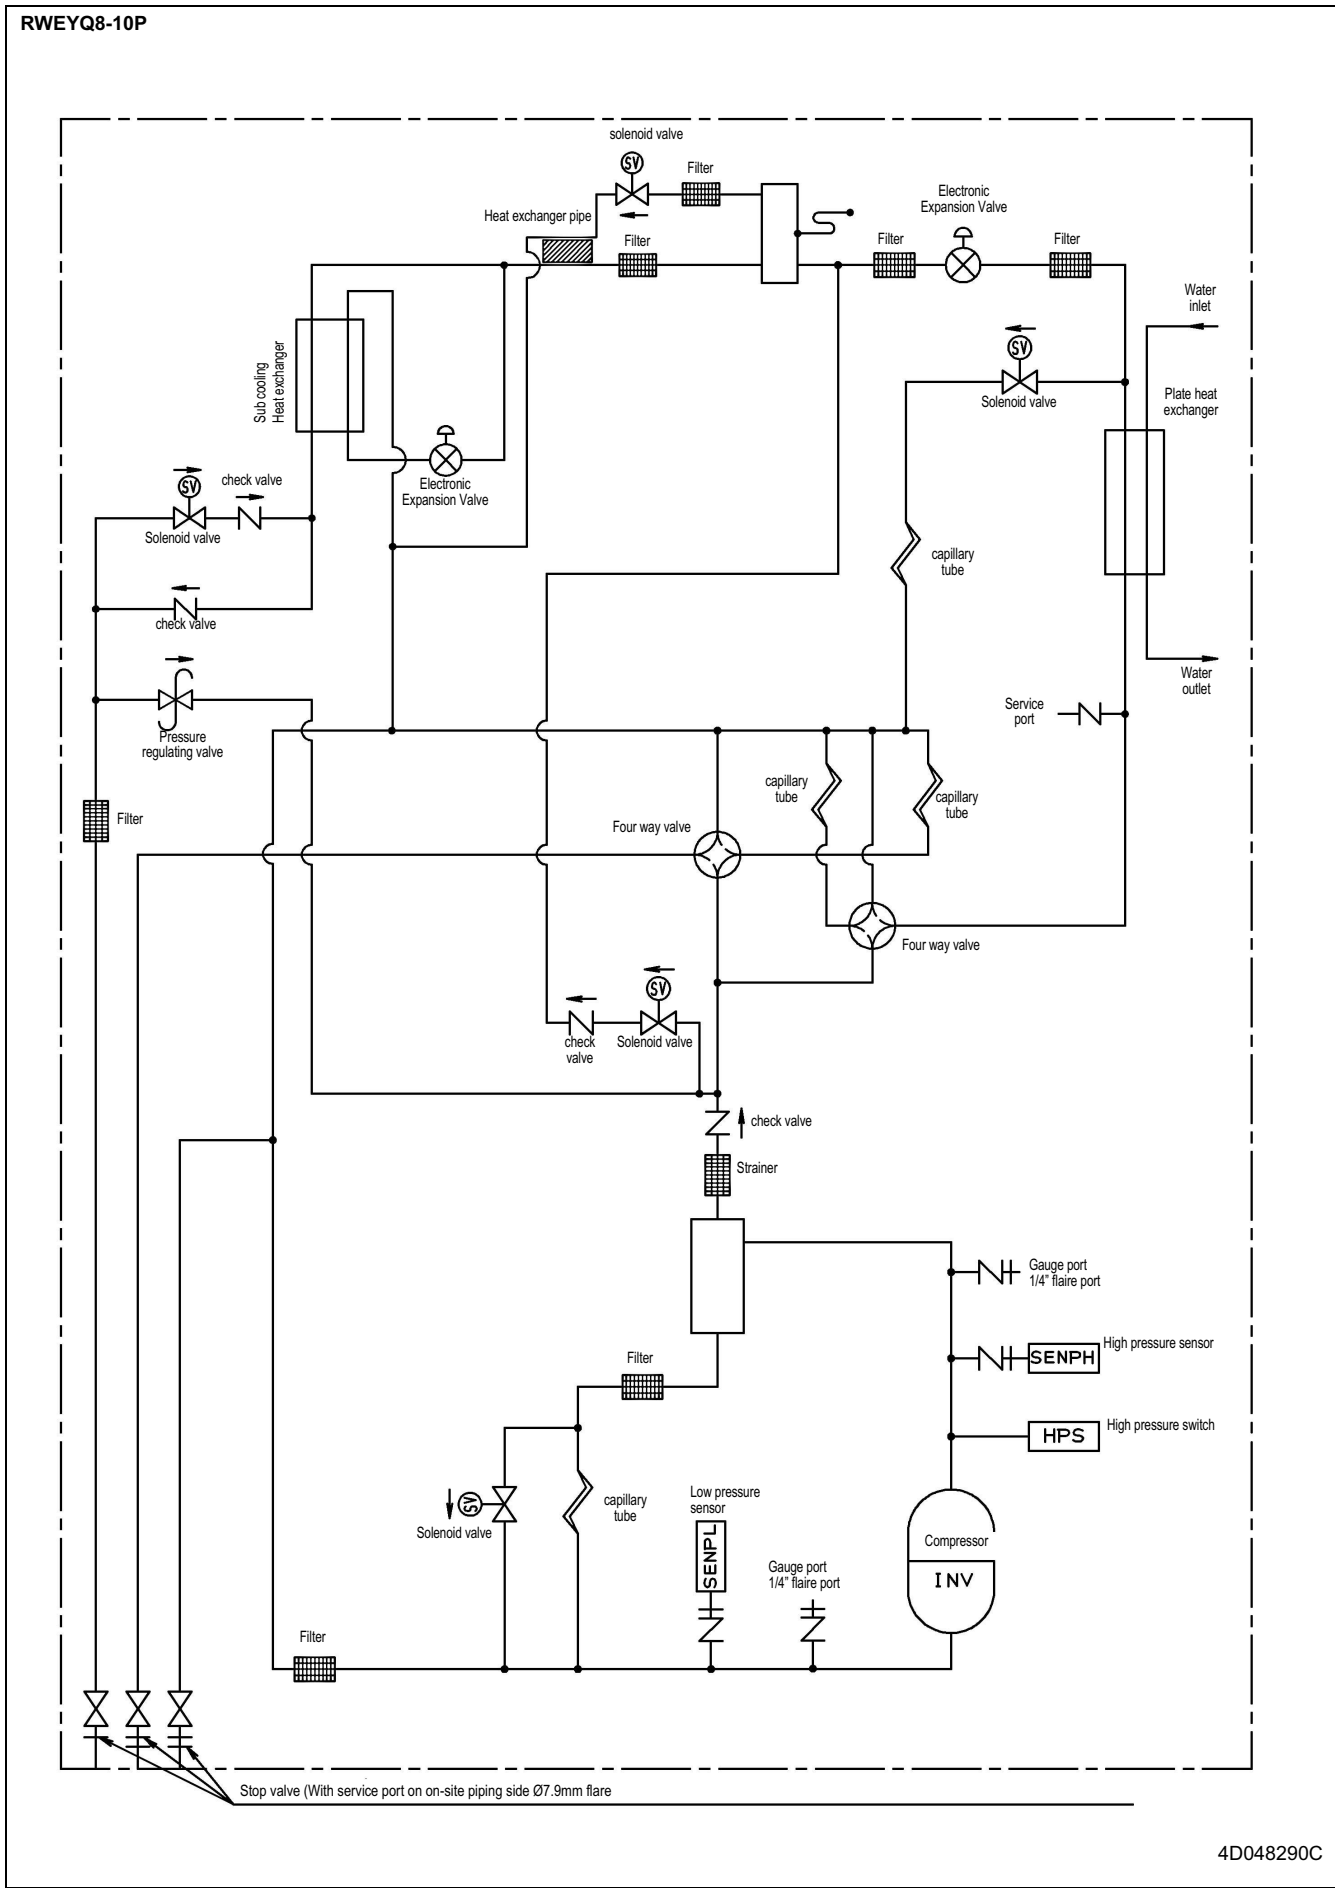 RWEYQ8-10P
solenoid valve
SV
Filter
Electronic
Expansion Valve
Heat exchanger pipe
Filter
Filter
Filter
Water
inlet
SV
Solenoid valve
Plate heat
exchanger
Sub cooling
Heat exchanger
Electronic
Expansion Valve
SV
check valve
Solenoid valve
capillary
tube
check valve
Water
outlet
Service
port
Pressure
regulating valve
capillary
tube
capillary
tube
Filter
Four way valve
Four way valve
SV
check
valve
Solenoid valve
check valve
Strainer
Gauge port
1/4" flaire port
SENPH
High pressure sensor
Filter
HPS
High pressure switch
SV
Solenoid valve
capillary
tube
Low pressure
sensor
SENPL
Gauge port
1/4" flaire port
Compressor
INV
Filter
Stop valve (With service port on on-site piping side Ø7.9mm flare
4D048290C